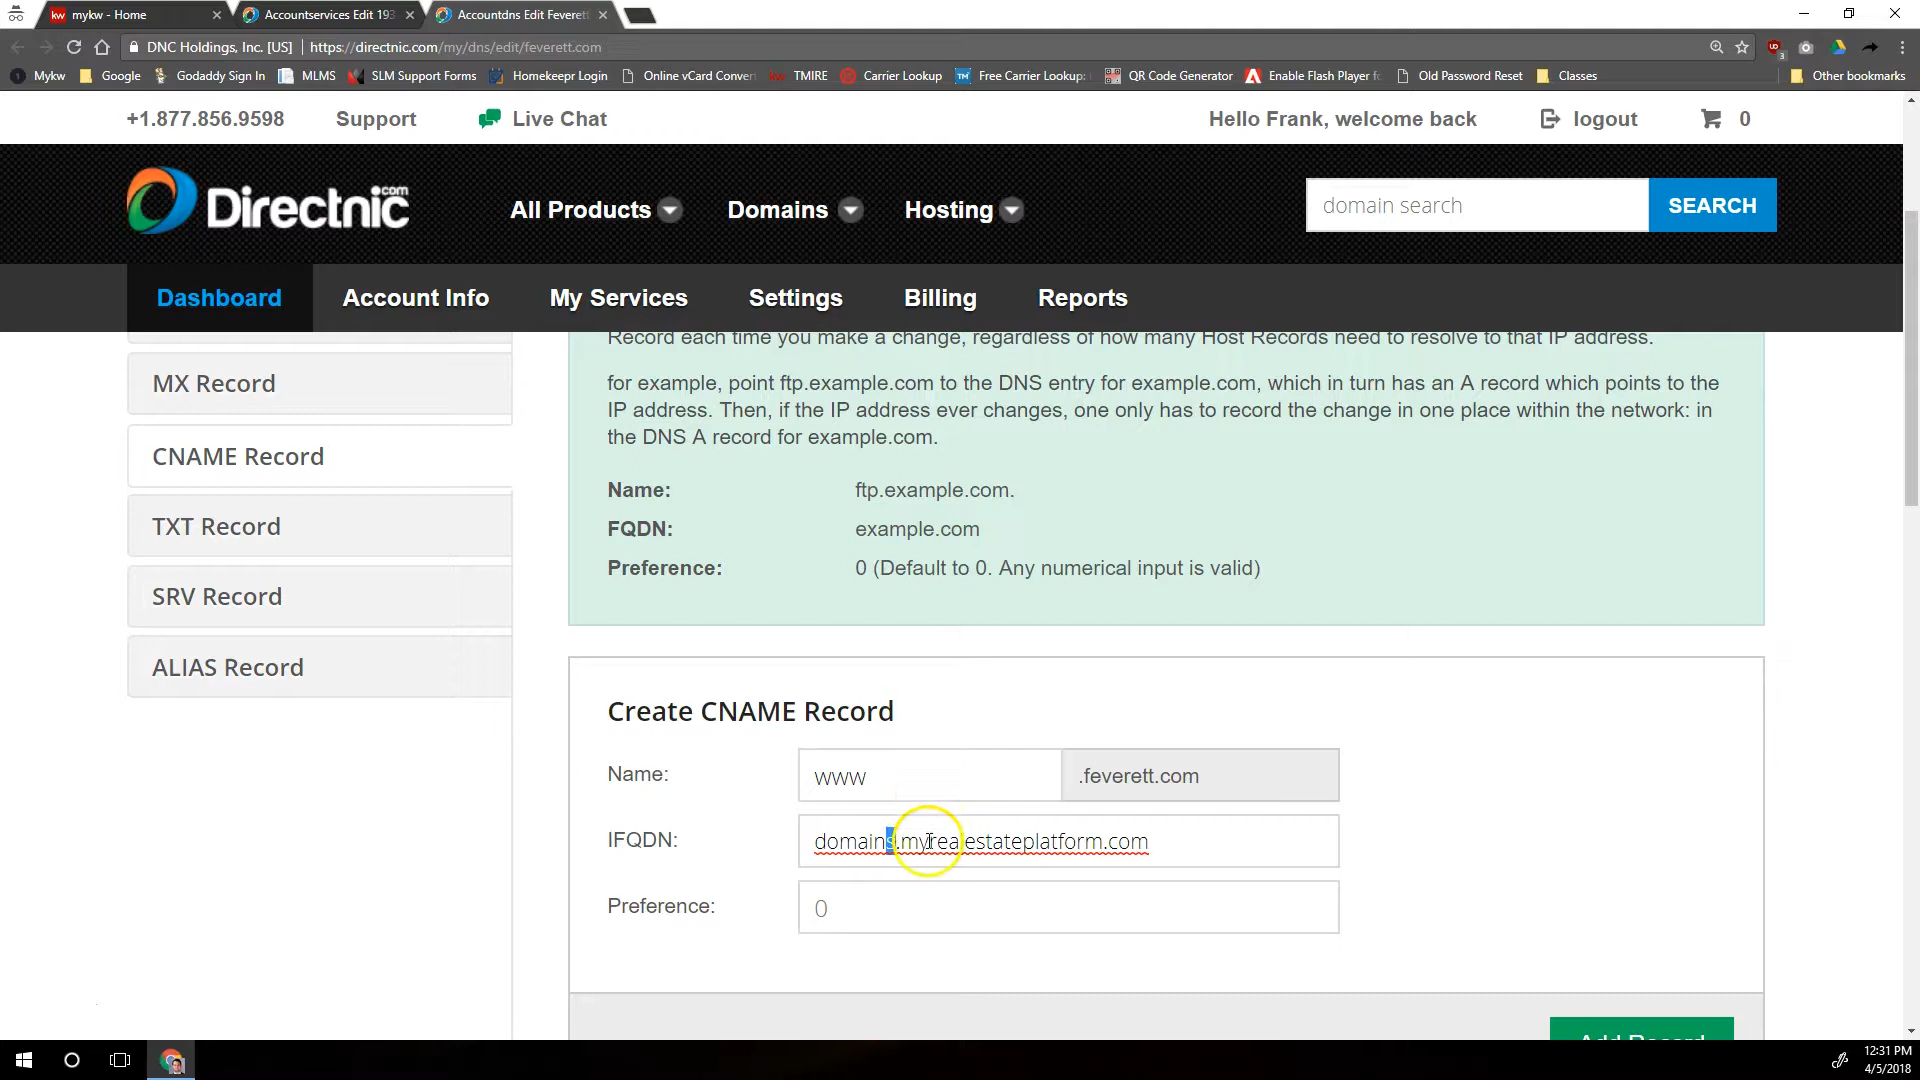 kw mykw - Home
Accountservices Edit 193
Accountdns Edit Feverett
DNC Holdings, Inc. [US] https://directnic.com/my/dns/edit/feverett.com
Mykw Google Godaddy Sign In MLMS SLM Support Forms Homekeepr Login Online vCard Conver kw TMIRE Carrier Lookup TM Free Carrier Lookup: QR Code Generator Enable Flash Player fo Old Password Reset Classes Other bookmarks
+1.877.856.9598 Support Live Chat Hello Frank, welcome back logout 0
Directnic.com All Products Domains Hosting domain search SEARCH
Dashboard Account Info My Services Settings Billing Reports
Record each time you make a change, regardless of how many Host Records need to resolve to that IP address.
MX Record
CNAME Record
TXT Record
SRV Record
ALIAS Record
for example, point ftp.example.com to the DNS entry for example.com, which in turn has an A record which points to the
IP address. Then, if the IP address ever changes, one only has to record the change in one place within the network: in
the DNS A record for example.com.
Name: ftp.example.com.
FQDN: example.com
Preference: 0 (Default to 0. Any numerical input is valid)
Create CNAME Record
Name: www .feverett.com
IFQDN: domains.myrealestateplatform.com
Preference: 0
Add Record
12:31 PM
4/5/2018